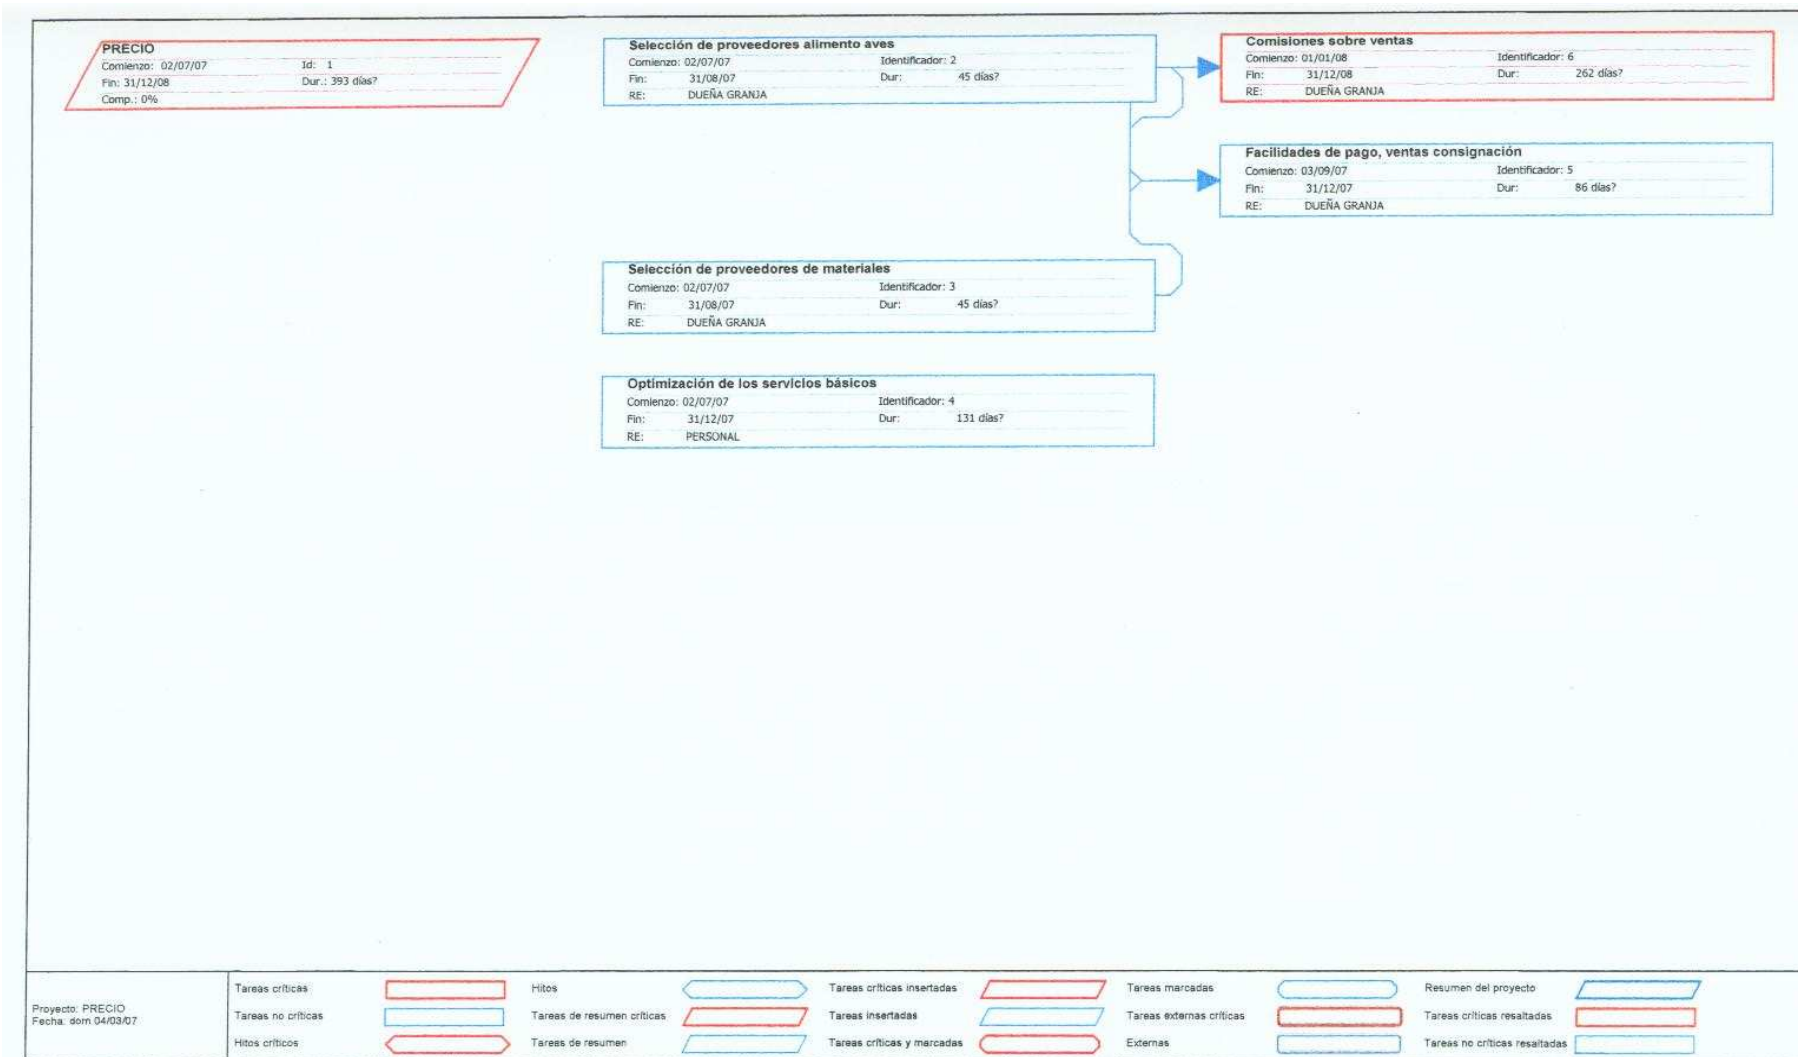 PRECIO
Comienzo: 02/07/07 Id: 1
Fin: 31/12/08 Dur.: 393 días?
Comp.: 0%
Selección de proveedores alimento aves
Comienzo: 02/07/07 Identificador: 2
Fin: 31/08/07 Dur: 45 días?
RE: DUEÑA GRANJA
Comisiones sobre ventas
Comienzo: 01/01/08 Identificador: 6
Fin: 31/12/08 Dur: 262 días?
RE: DUEÑA GRANJA
Facilidades de pago, ventas consignación
Comienzo: 03/09/07 Identificador: 5
Fin: 31/12/07 Dur: 86 días?
RE: DUEÑA GRANJA
Selección de proveedores de materiales
Comienzo: 02/07/07 Identificador: 3
Fin: 31/08/07 Dur: 45 días?
RE: DUEÑA GRANJA
Optimización de los servicios básicos
Comienzo: 02/07/07 Identificador: 4
Fin: 31/12/07 Dur: 131 días?
RE: PERSONAL
Proyecto: PRECIO
Fecha: dom 04/03/07
Tareas críticas Hitos Tareas críticas insertadas Tareas marcadas Resumen del proyecto
Tareas no críticas Tareas de resumen críticas Tareas insertadas Tareas externas críticas Tareas críticas resaltadas
Hitos críticos Tareas de resumen Tareas críticas y marcadas Externas Tareas no críticas resaltadas